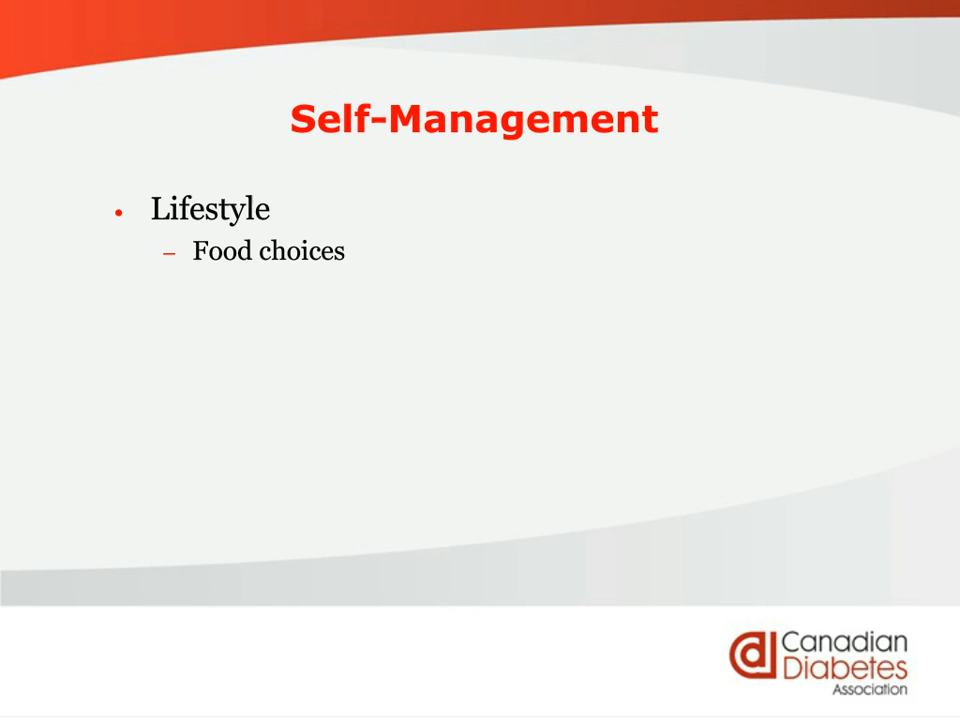 Self-Management
• Lifestyle
– Food choices
Canadian
Diabetes
Association